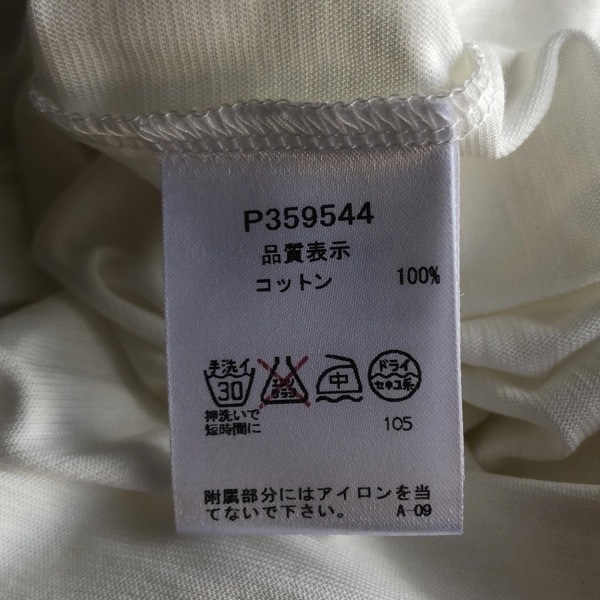 P359544
品質表示
コットン 100%
手洗イ 30 エンソサラシ 中 ドライ セキユ系
押洗いで
短時間に 105
附属部分にはアイロンを当
てないで下さい。 A-09